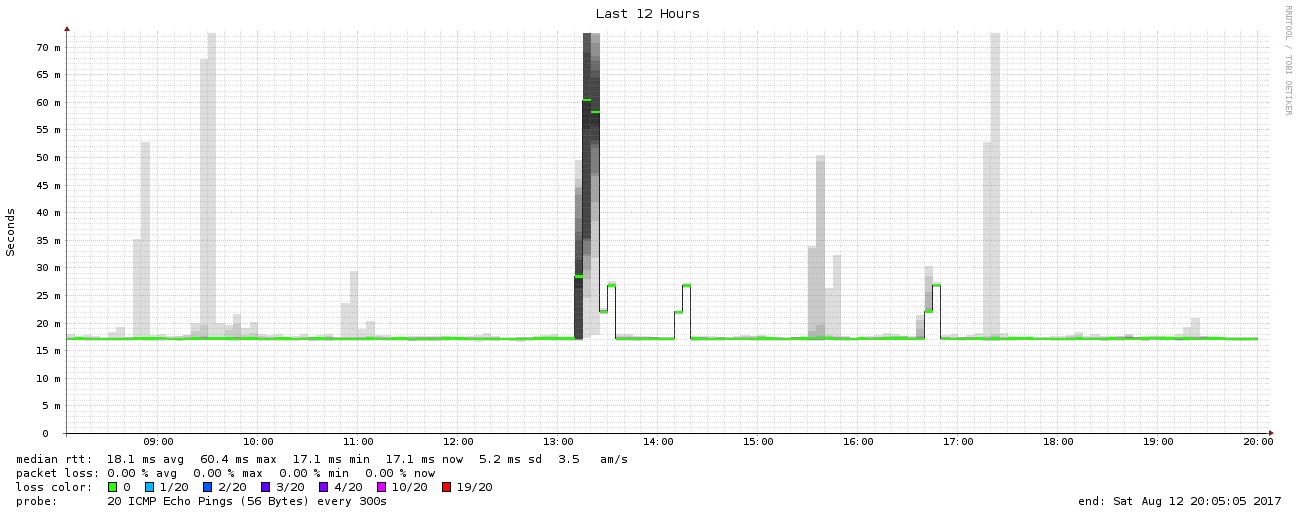 Last 12 Hours
RRDTOOL / TOBI OETIKER
Seconds
70 m
65 m
60 m
55 m
50 m
45 m
40 m
35 m
30 m
25 m
20 m
15 m
10 m
5 m
0
09:00 10:00 11:00 12:00 13:00 14:00 15:00 16:00 17:00 18:00 19:00 20:00
median rtt: 18.1 ms avg 60.4 ms max 17.1 ms min 17.1 ms now 5.2 ms sd 3.5 am/s
packet loss: 0.00 % avg 0.00 % max 0.00 % min 0.00 % now
loss color: 0 1/20 2/20 3/20 4/20 10/20 19/20
probe: 20 ICMP Echo Pings (56 Bytes) every 300s end: Sat Aug 12 20:05:05 2017